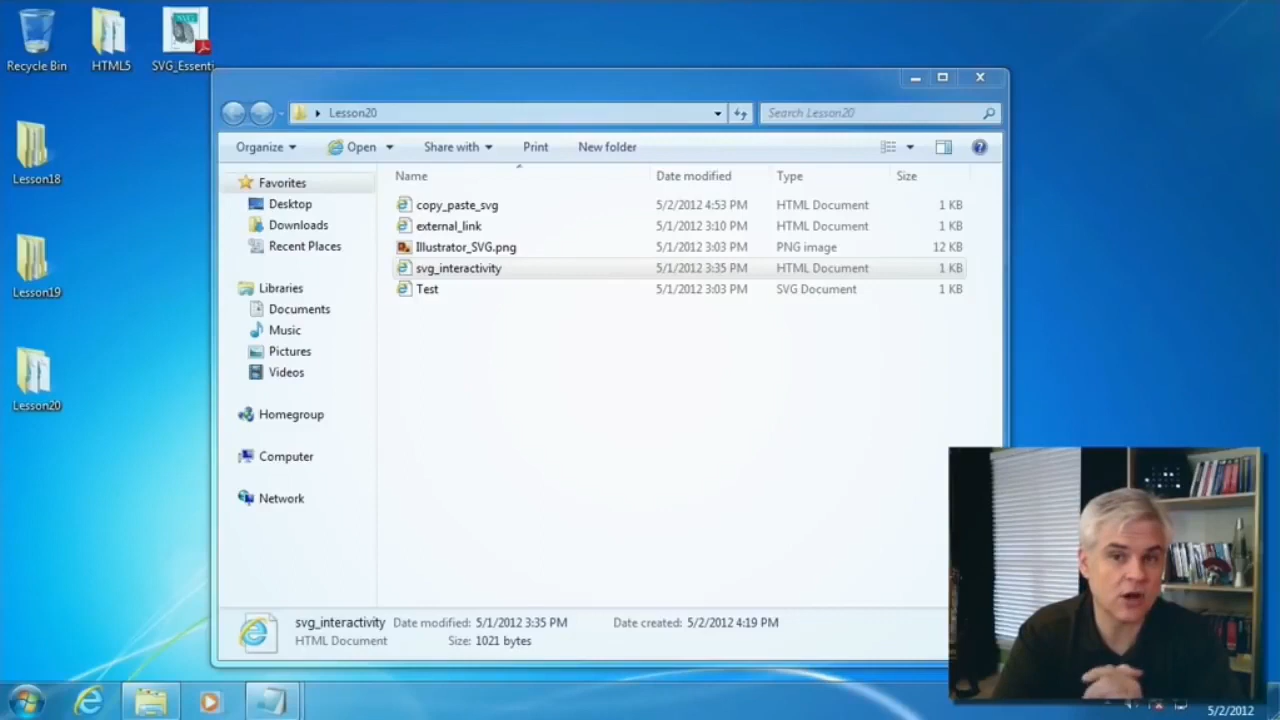 Recycle Bin
HTML5
SVG_Essenti
Lesson18
Lesson19
Lesson20
Lesson20
Search Lesson20
Organize
Open
Share with
Print
New folder
Name
Date modified
Type
Size
Favorites
Desktop
Downloads
Recent Places
Libraries
Documents
Music
Pictures
Videos
Homegroup
Computer
Network
copy_paste_svg 5/2/2012 4:53 PM HTML Document 1 KB
external_link 5/1/2012 3:10 PM HTML Document 1 KB
Illustrator_SVG.png 5/1/2012 3:03 PM PNG image 12 KB
svg_interactivity 5/1/2012 3:35 PM HTML Document 1 KB
Test 5/1/2012 3:03 PM SVG Document 1 KB
svg_interactivity Date modified: 5/1/2012 3:35 PM Date created: 5/2/2012 4:19 PM
HTML Document Size: 1021 bytes
5/2/2012